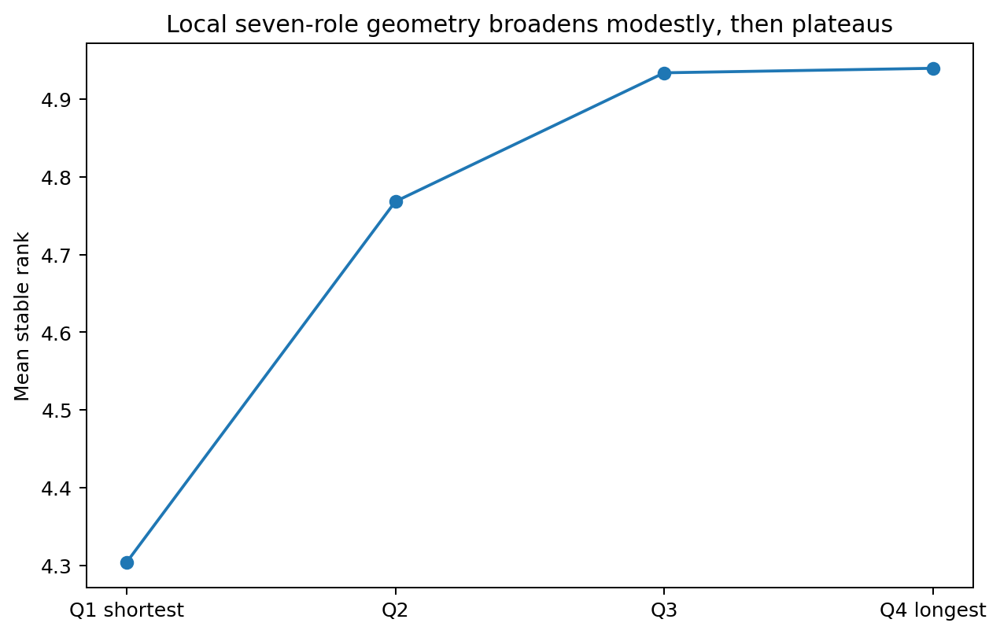 Local seven-role geometry broadens modestly, then plateaus
Mean stable rank
4.9
4.8
4.7
4.6
4.5
4.4
4.3
Q1 shortest
Q2
Q3
Q4 longest